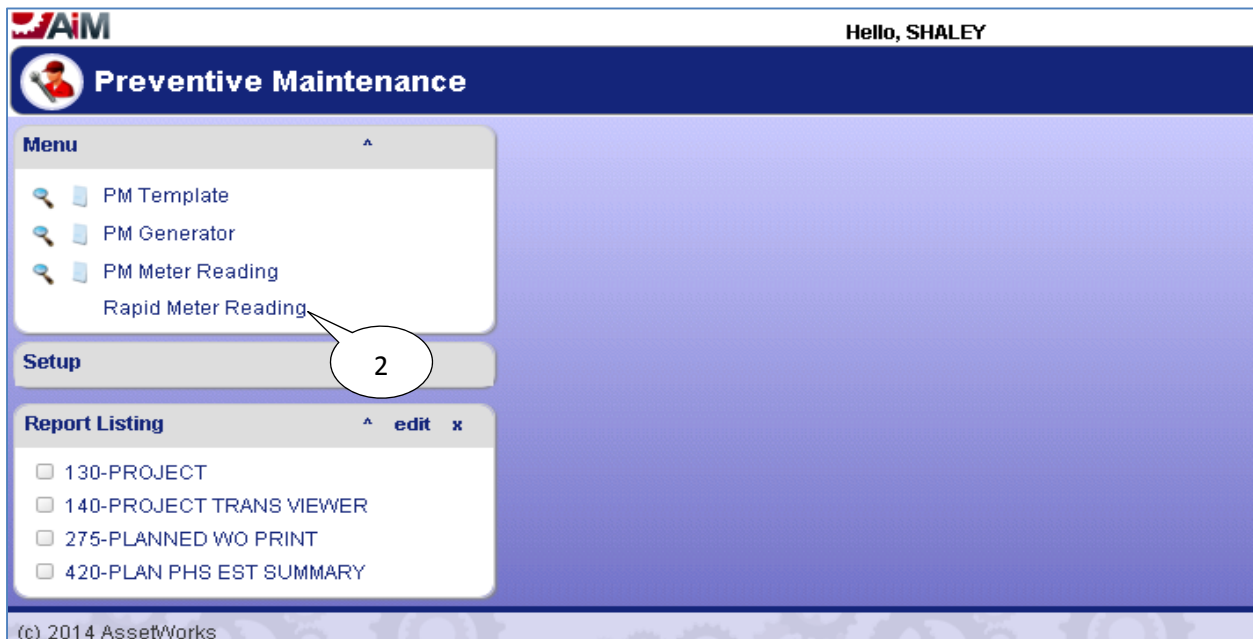 AiM
Hello, SHALEY
Preventive Maintenance
Menu ^
PM Template
PM Generator
PM Meter Reading
Rapid Meter Reading
2
Setup
Report Listing ^ edit x
130-PROJECT
140-PROJECT TRANS VIEWER
275-PLANNED WO PRINT
420-PLAN PHS EST SUMMARY
(c) 2014 AssetWorks